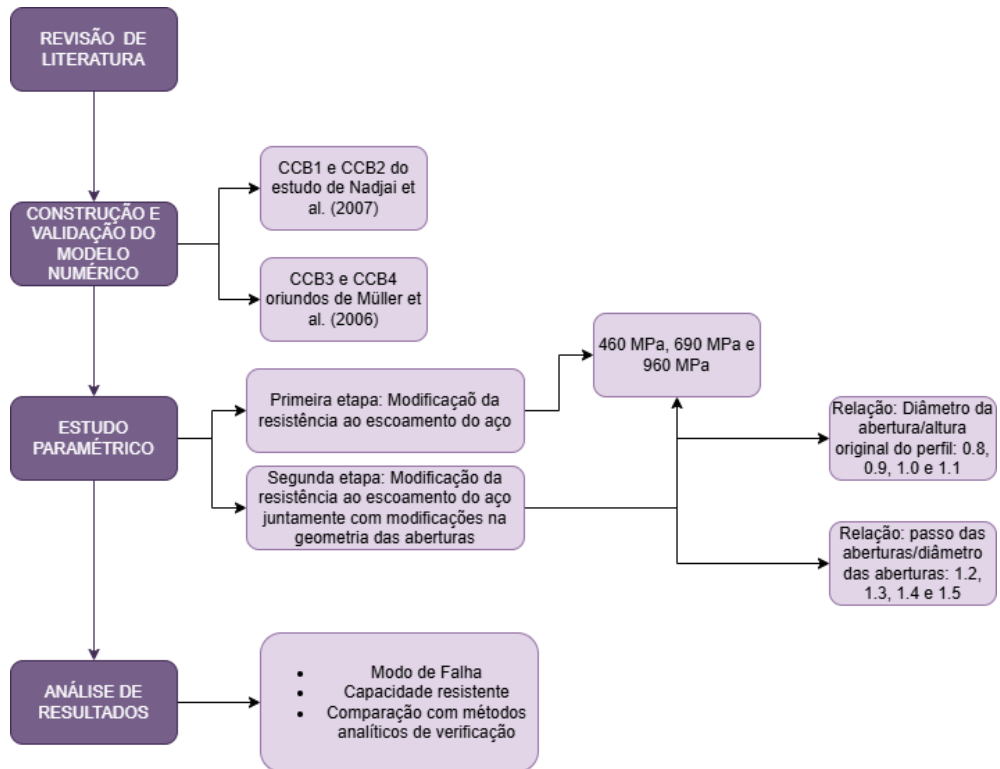 REVISÃO DE
LITERATURA
CCB1 e CCB2 do
estudo de Nadjai et
al. (2007)
CONSTRUÇÃO E
VALIDAÇÃO DO
MODELO
NUMÉRICO
CCB3 e CCB4
oriundos de Müller et
al. (2006)
460 MPa, 690 MPa e
960 MPa
ESTUDO
PARAMÉTRICO
Primeira etapa: Modificaçaõ da
resistência ao escoamento do aço
Segunda etapa: Modificação da
resistência ao escoamento do aço
juntamente com modificações na
geometria das aberturas
Relação: Diâmetro da
abertura/altura
original do perfil: 0.8,
0.9, 1.0 e 1.1
Relação: passo das
aberturas/diâmetro
das aberturas: 1.2,
1.3, 1.4 e 1.5
ANÁLISE DE
RESULTADOS
• Modo de Falha
• Capacidade resistente
• Comparação com métodos
analíticos de verificação